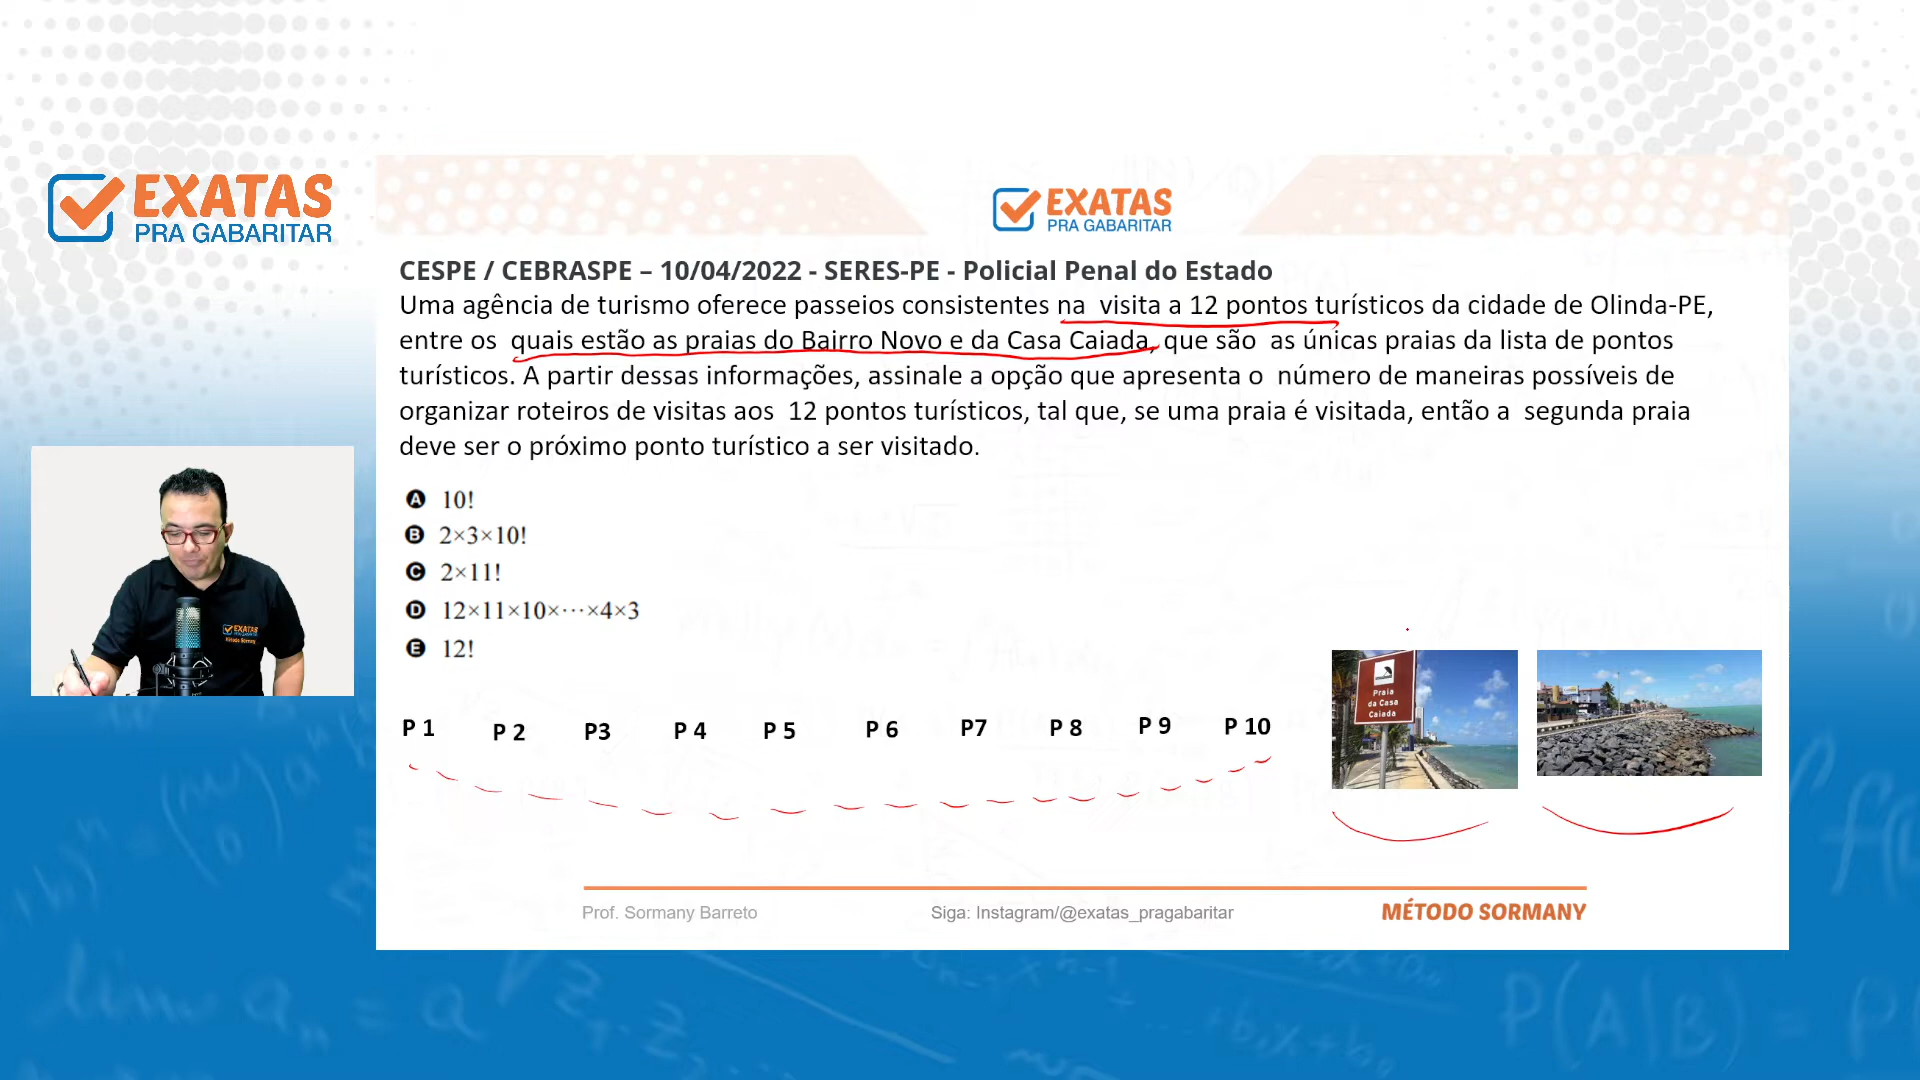 EXATAS
PRA GABARITAR
EXATAS
PRA GABARITAR
CESPE / CEBRASPE – 10/04/2022 - SERES-PE - Policial Penal do Estado
Uma agência de turismo oferece passeios consistentes na visita a 12 pontos turísticos da cidade de Olinda-PE,
entre os quais estão as praias do Bairro Novo e da Casa Caiada, que são as únicas praias da lista de pontos
turísticos. A partir dessas informações, assinale a opção que apresenta o número de maneiras possíveis de
organizar roteiros de visitas aos 12 pontos turísticos, tal que, se uma praia é visitada, então a segunda praia
deve ser o próximo ponto turístico a ser visitado.
A 10!
B 2×3×10!
C 2×11!
D 12×11×10×···×4×3
E 12!
EXATAS
Praia
da Casa
Caiada
P 1 P 2 P3 P 4 P 5 P 6 P7 P 8 P 9 P 10
Prof. Sormany Barreto Siga: Instagram/@exatas_pragabaritar MÉTODO SORMANY